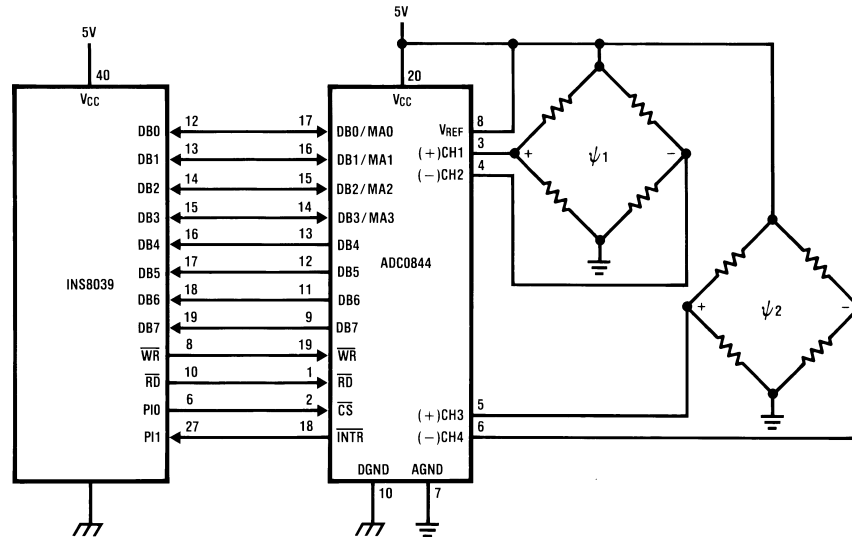 5V
5V
40
VCC
20
VCC
DB0 12 17 DB0/MA0
DB1 13 16 DB1/MA1
DB2 14 15 DB2/MA2
DB3 15 14 DB3/MA3
DB4 16 13 DB4
DB5 17 12 DB5
DB6 18 11 DB6
DB7 19 9 DB7
WR 8 19 WR
RD 10 1 RD
PI0 6 2 CS
PI1 27 18 INTR
INS8039
ADC0844
VREF 8
(+)CH1 3
(−)CH2 4
(+)CH3 5
(−)CH4 6
DGND AGND
10 7
+ ψ1 −
+ ψ2 −